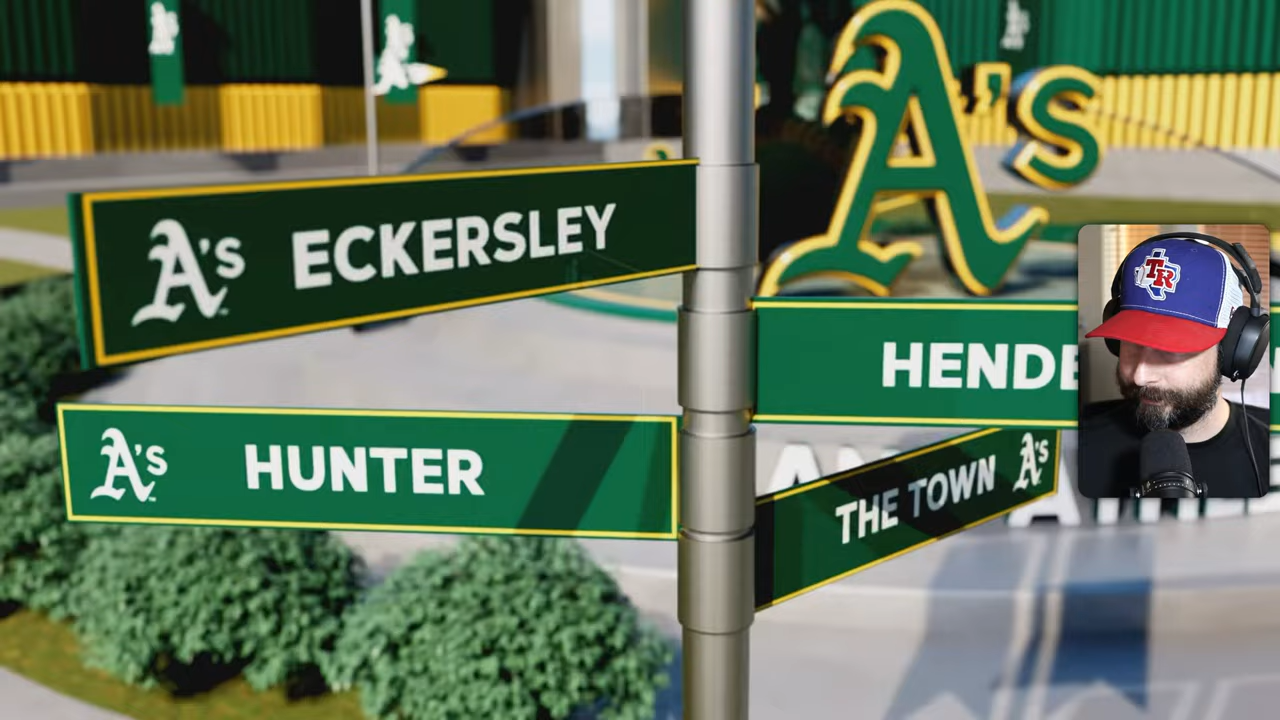 A's
A's ECKERSLEY
HENDE
A's HUNTER
THE TOWN A's